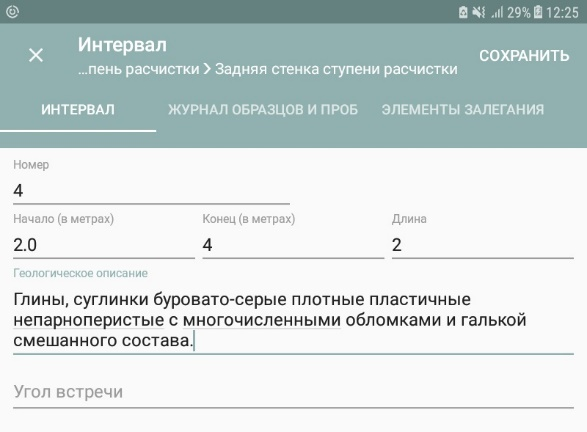 29% 12:25
Интервал
...пень расчистки > Задняя стенка ступени расчистки
СОХРАНИТЬ
ИНТЕРВАЛ ЖУРНАЛ ОБРАЗЦОВ И ПРОБ ЭЛЕМЕНТЫ ЗАЛЕГАНИЯ
Номер
4
Начало (в метрах) Конец (в метрах) Длина
2.0 4 2
Геологическое описание
Глины, суглинки буровато-серые плотные пластичные
непарноперистые с многочисленными обломками и галькой
смешанного состава.
Угол встречи